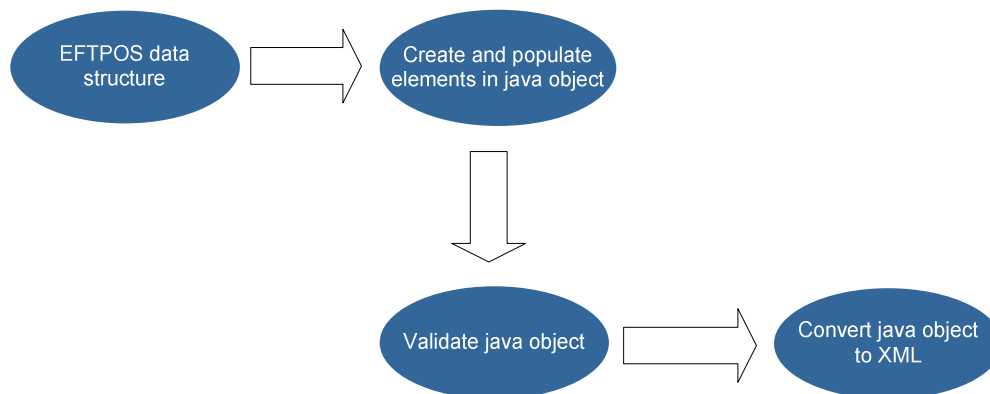 EFTPOS data
structure
Create and populate
elements in java object
Validate java object
Convert java object
to XML